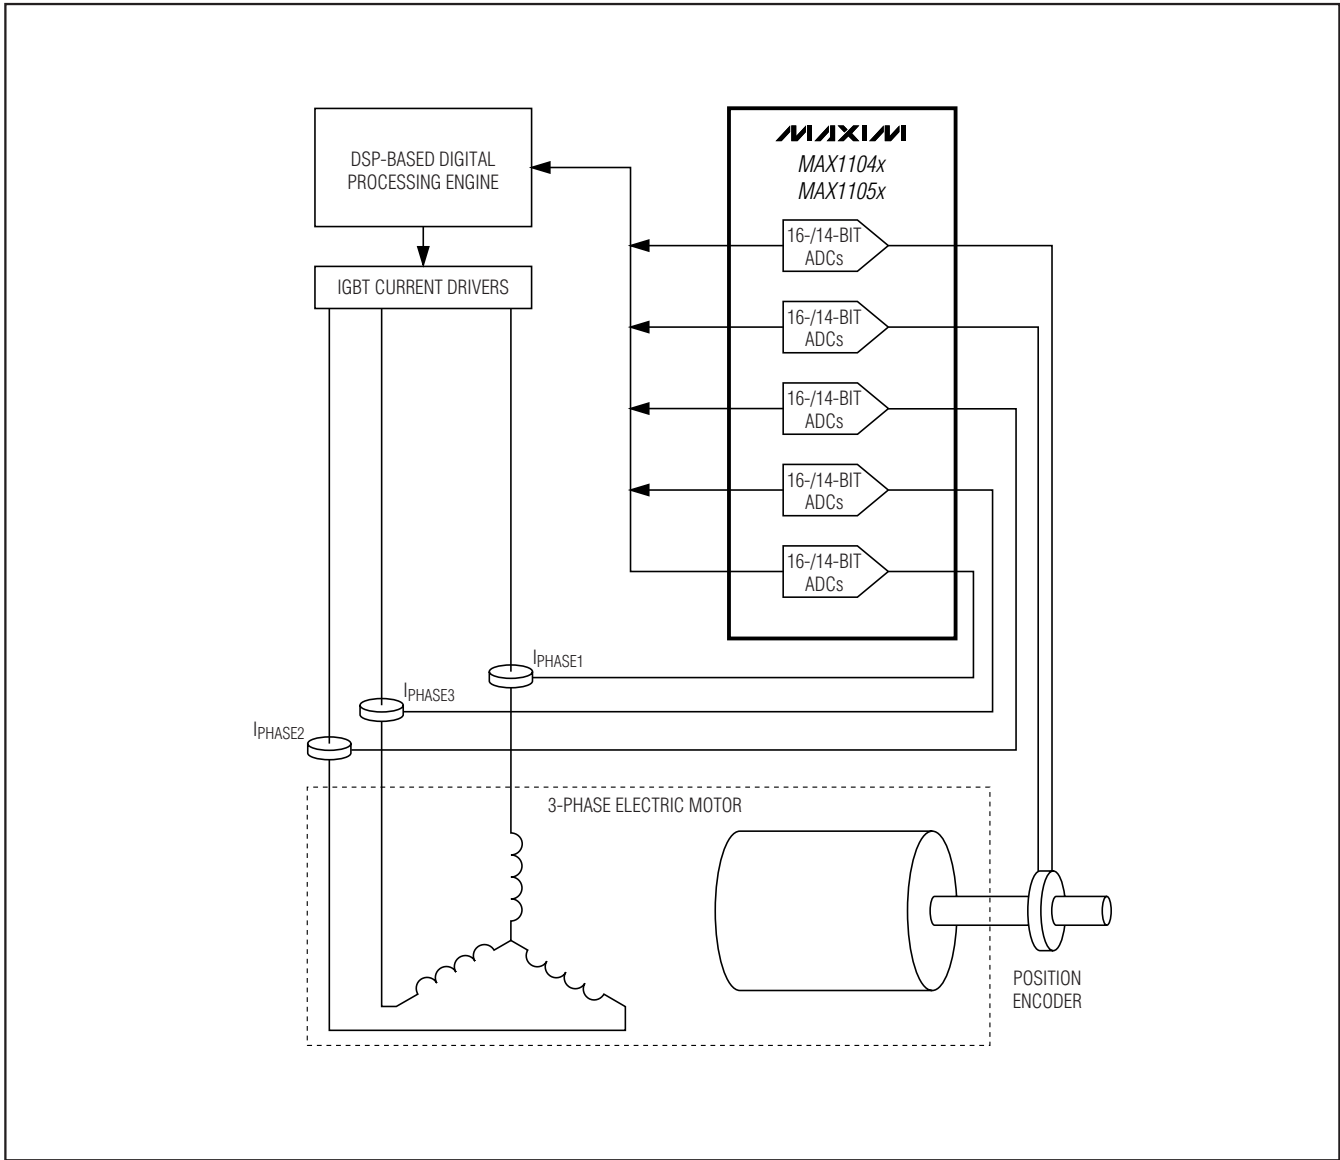 DSP-BASED DIGITAL
PROCESSING ENGINE
IGBT CURRENT DRIVERS
MAXIM
MAX1104x
MAX1105x
16-/14-BIT
ADCs
16-/14-BIT
ADCs
16-/14-BIT
ADCs
16-/14-BIT
ADCs
16-/14-BIT
ADCs
IPHASE1
IPHASE3
IPHASE2
3-PHASE ELECTRIC MOTOR
POSITION
ENCODER